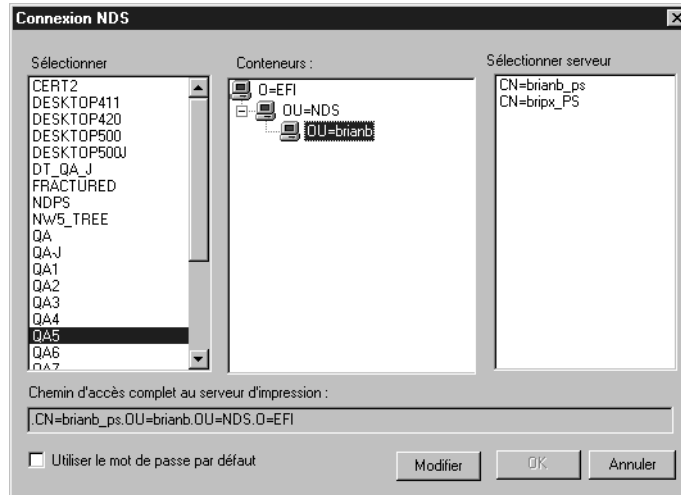 Connexion NDS
Sélectionner
Conteneurs :
Sélectionner serveur
CERT2
DESKTOP411
DESKTOP420
DESKTOP500
DESKTOP500J
DT_QA_J
FRACTURED
NDPS
NW5_TREE
QA
QA-J
QA1
QA2
QA3
QA4
QA5
QA6
QA7
O=EFI
OU=NDS
OU=brianb
CN=brianb_ps
CN=bripx_PS
Chemin d'accès complet au serveur d'impression :
.CN=brianb_ps.OU=brianb.OU=NDS.O=EFI
Utiliser le mot de passe par défaut
Modifier
OK
Annuler